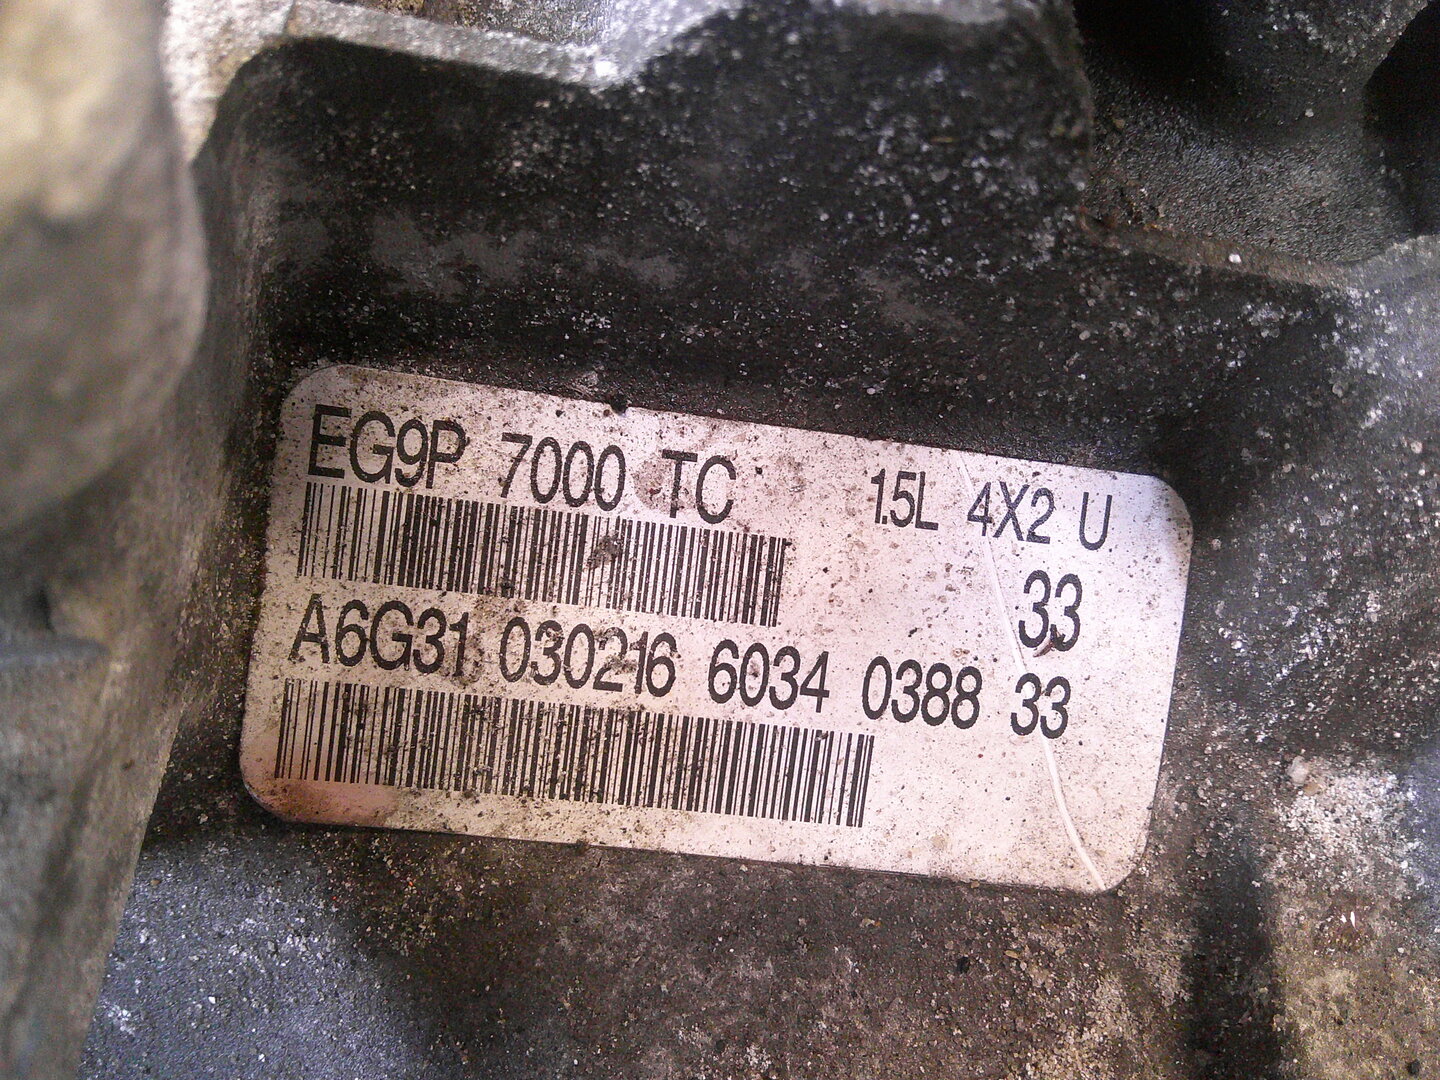 EG9P 7000 TC 1.5L 4X2 U
33
A6G31 030216 6034 0388 33